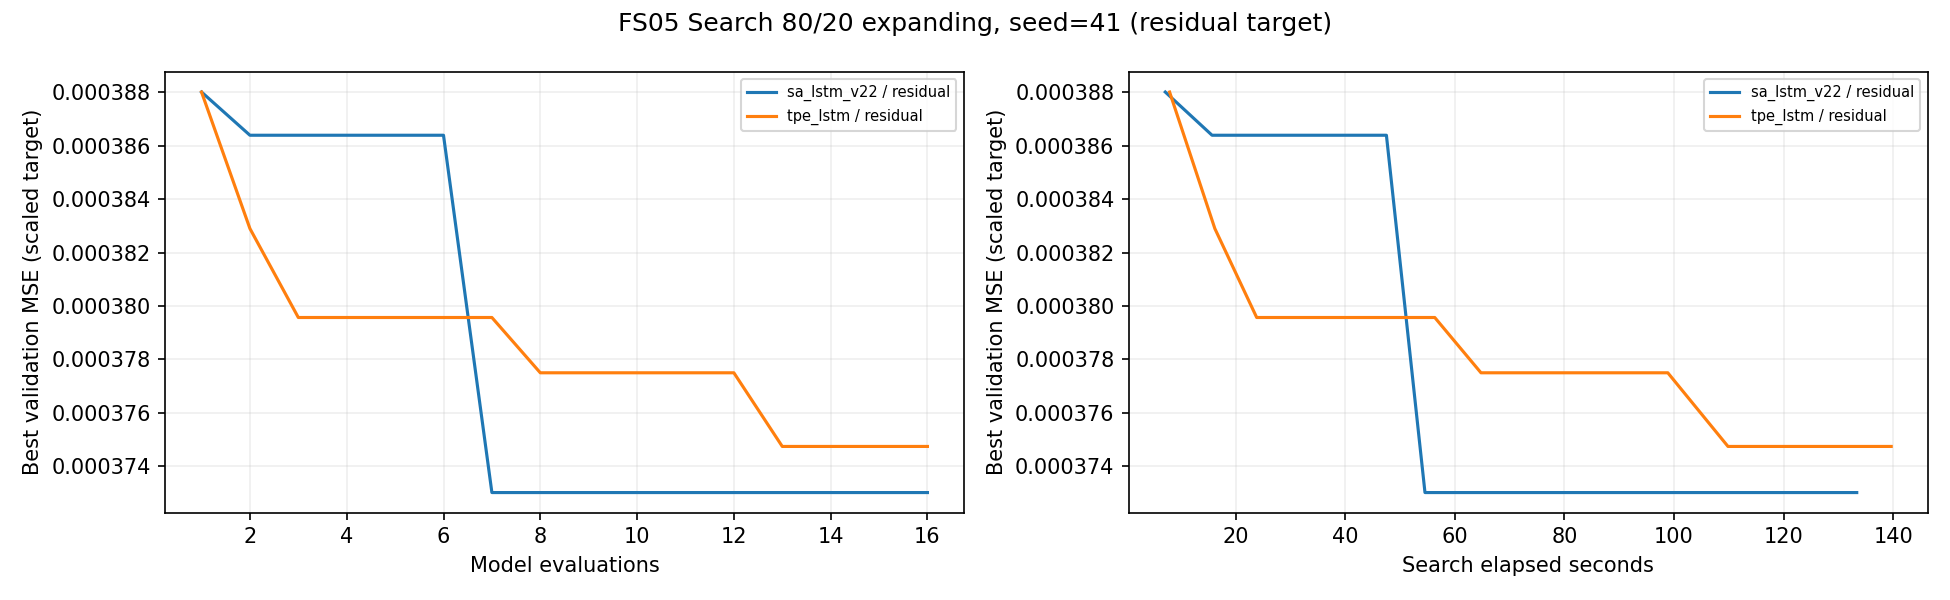 FS05 Search 80/20 expanding, seed=41 (residual target)
Best validation MSE (scaled target)
0.000388
0.000386
0.000384
0.000382
0.000380
0.000378
0.000376
0.000374
sa_lstm_v22 / residual
tpe_lstm / residual
2 4 6 8 10 12 14 16
Model evaluations
Best validation MSE (scaled target)
0.000388
0.000386
0.000384
0.000382
0.000380
0.000378
0.000376
0.000374
sa_lstm_v22 / residual
tpe_lstm / residual
20 40 60 80 100 120 140
Search elapsed seconds